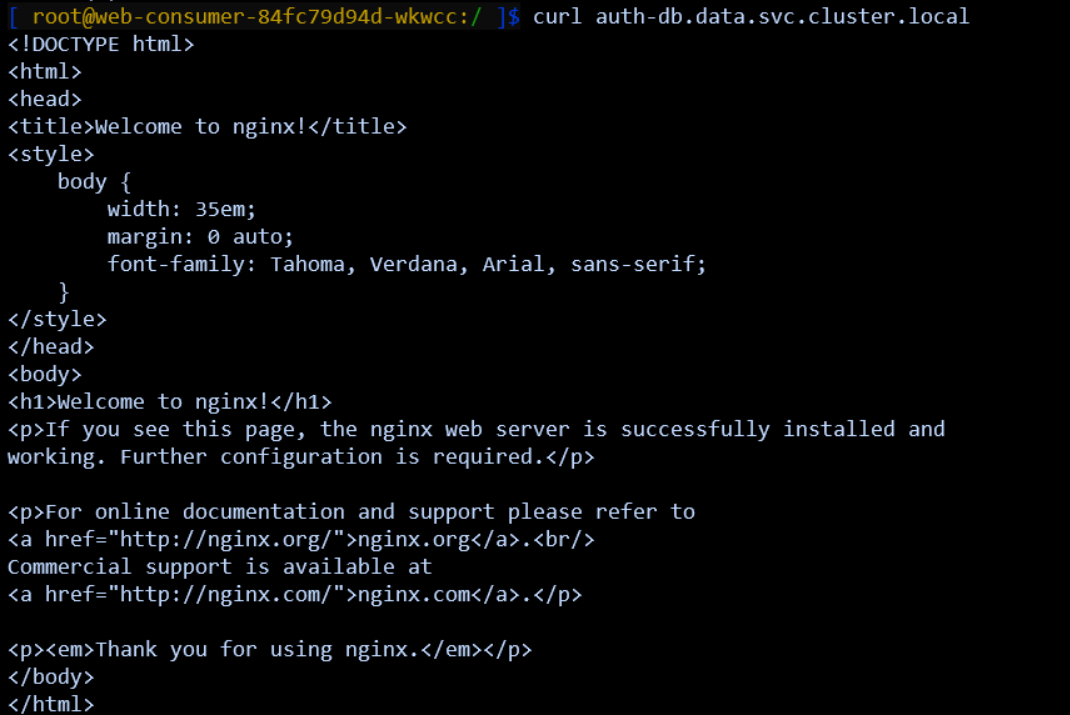 [ root@web-consumer-84fc79d94d-wkwcc:/ ]$ curl auth-db.data.svc.cluster.local
<!DOCTYPE html>
<html>
<head>
<title>Welcome to nginx!</title>
<style>
    body {
        width: 35em;
        margin: 0 auto;
        font-family: Tahoma, Verdana, Arial, sans-serif;
    }
</style>
</head>
<body>
<h1>Welcome to nginx!</h1>
<p>If you see this page, the nginx web server is successfully installed and
working. Further configuration is required.</p>

<p>For online documentation and support please refer to
<a href="http://nginx.org/">nginx.org</a>.<br/>
Commercial support is available at
<a href="http://nginx.com/">nginx.com</a>.</p>

<p><em>Thank you for using nginx.</em></p>
</body>
</html>